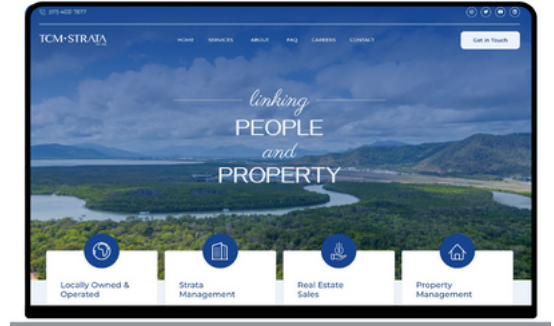 TCM•STRATA
HOME SERVICES ABOUT FAQ CAREERS CONTACT
Get in Touch
linking
PEOPLE
and
PROPERTY
Locally Owned &
Operated
Strata
Management
Real Estate
Sales
Property
Management